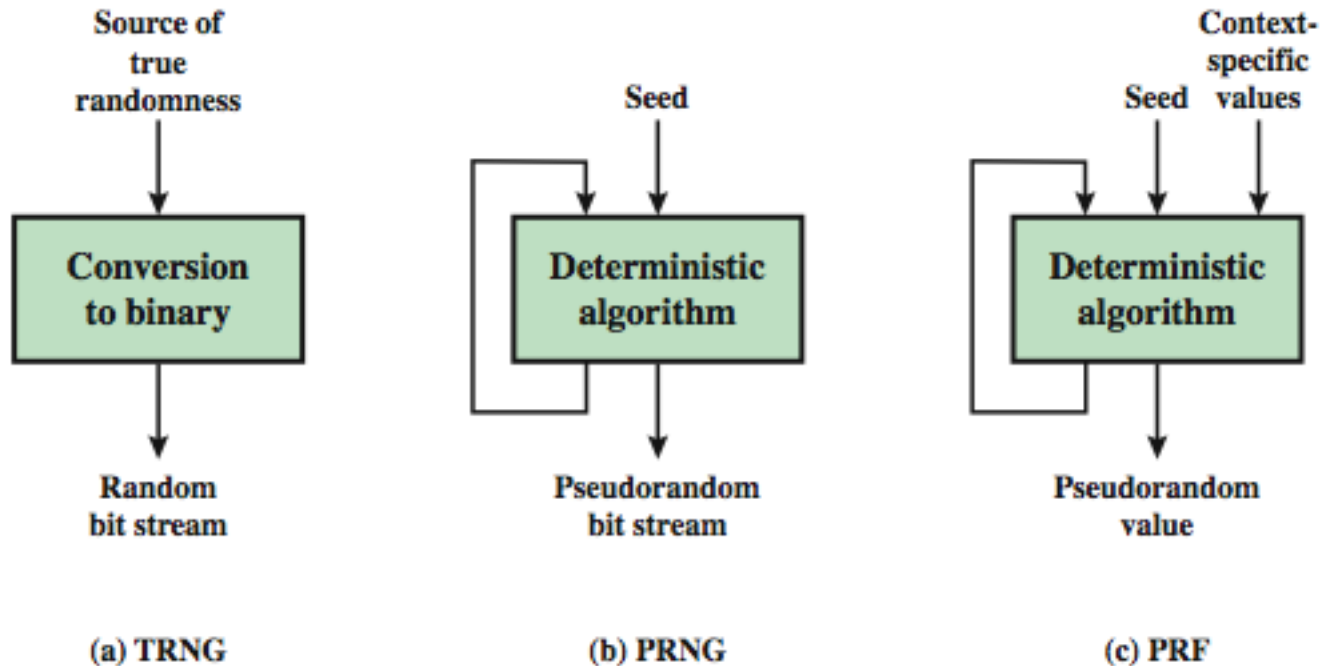 Source of
true
randomness
Conversion
to binary
Random
bit stream
(a) TRNG
Seed
Deterministic
algorithm
Pseudorandom
bit stream
(b) PRNG
Context-
specific
Seed values
Deterministic
algorithm
Pseudorandom
value
(c) PRF